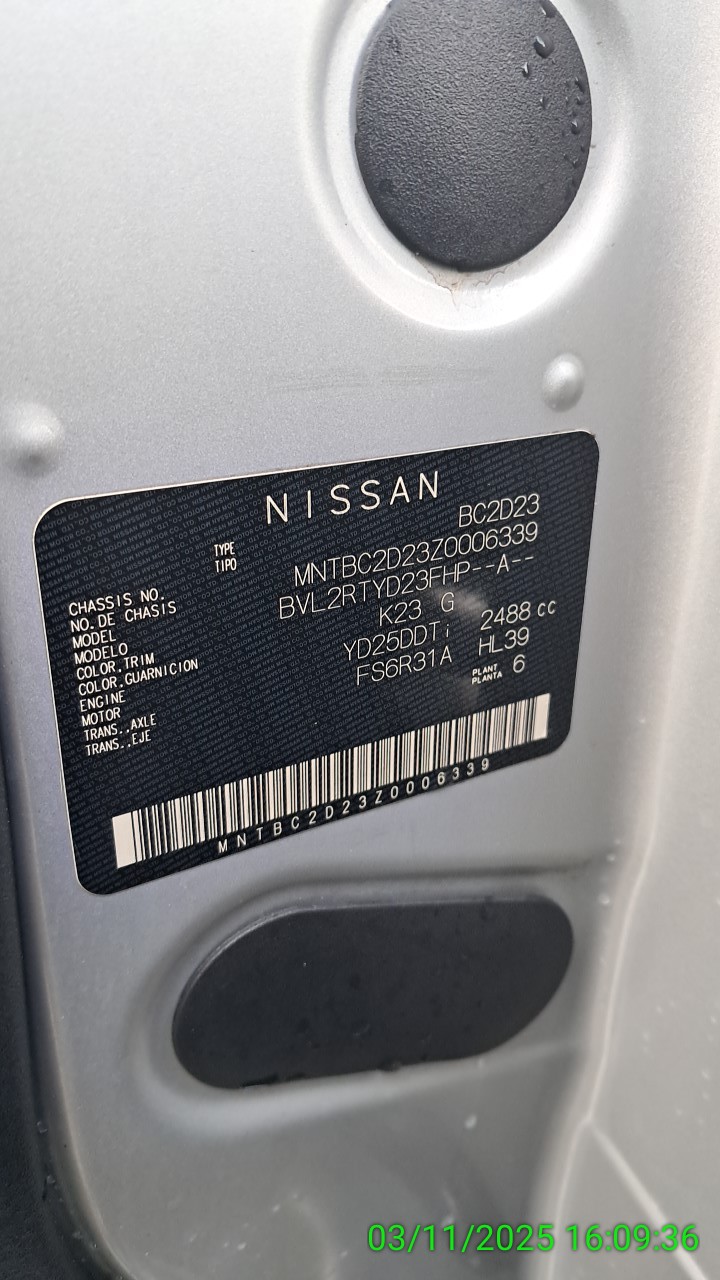 NISSAN
TYPE BC2D23
TIPO
CHASSIS NO. MNTBC2D23Z0006339
NO.DE CHASIS
MODEL BVL2RTYD23FHP--A--
MODELO
COLOR,TRIM K23 G
COLOR,GUARNICION
ENGINE YD25DDTi 2488 cc
MOTOR
TRANS.,AXLE FS6R31A HL39
TRANS.,EJE
PLANT 6
PLANTA
MNTBC2D23Z0006339
03/11/2025 16:09:36